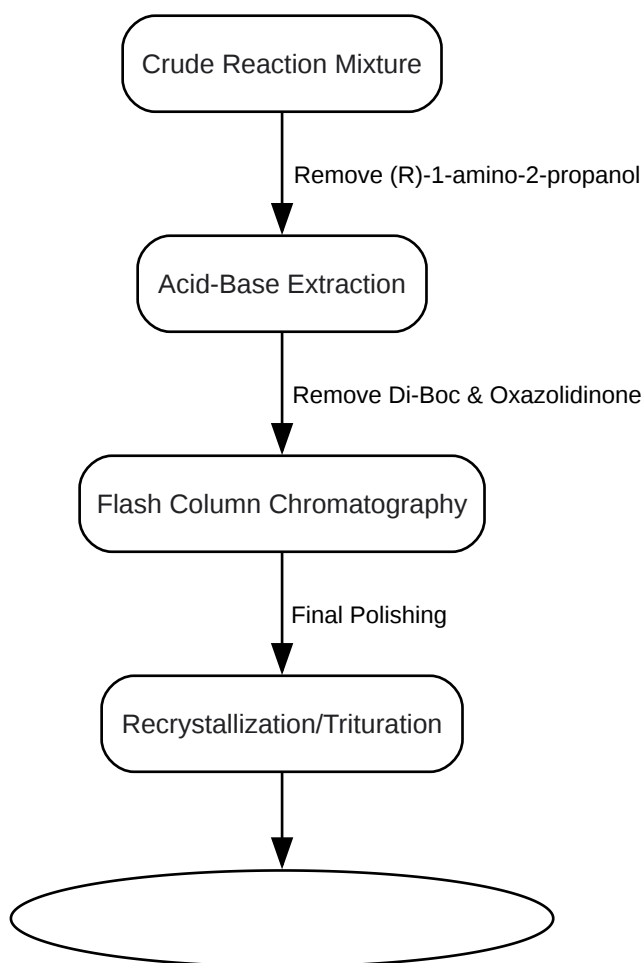 Crude Reaction Mixture
Remove (R)-1-amino-2-propanol
Acid-Base Extraction
Remove Di-Boc & Oxazolidinone
Flash Column Chromatography
Final Polishing
Recrystallization/Trituration